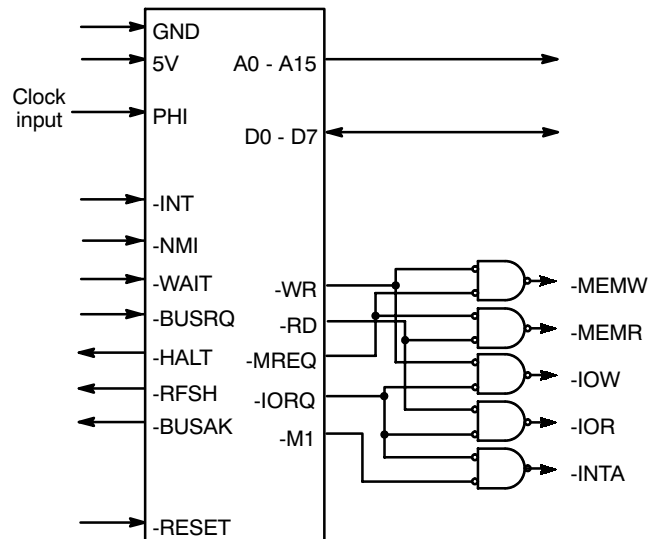 GND
5V
Clock
input
PHI
A0 - A15
D0 - D7
-INT
-NMI
-WAIT
-BUSRQ
-HALT
-RFSH
-BUSAK
-RESET
-WR
-RD
-MREQ
-IORQ
-M1
-MEMW
-MEMR
-IOW
-IOR
-INTA